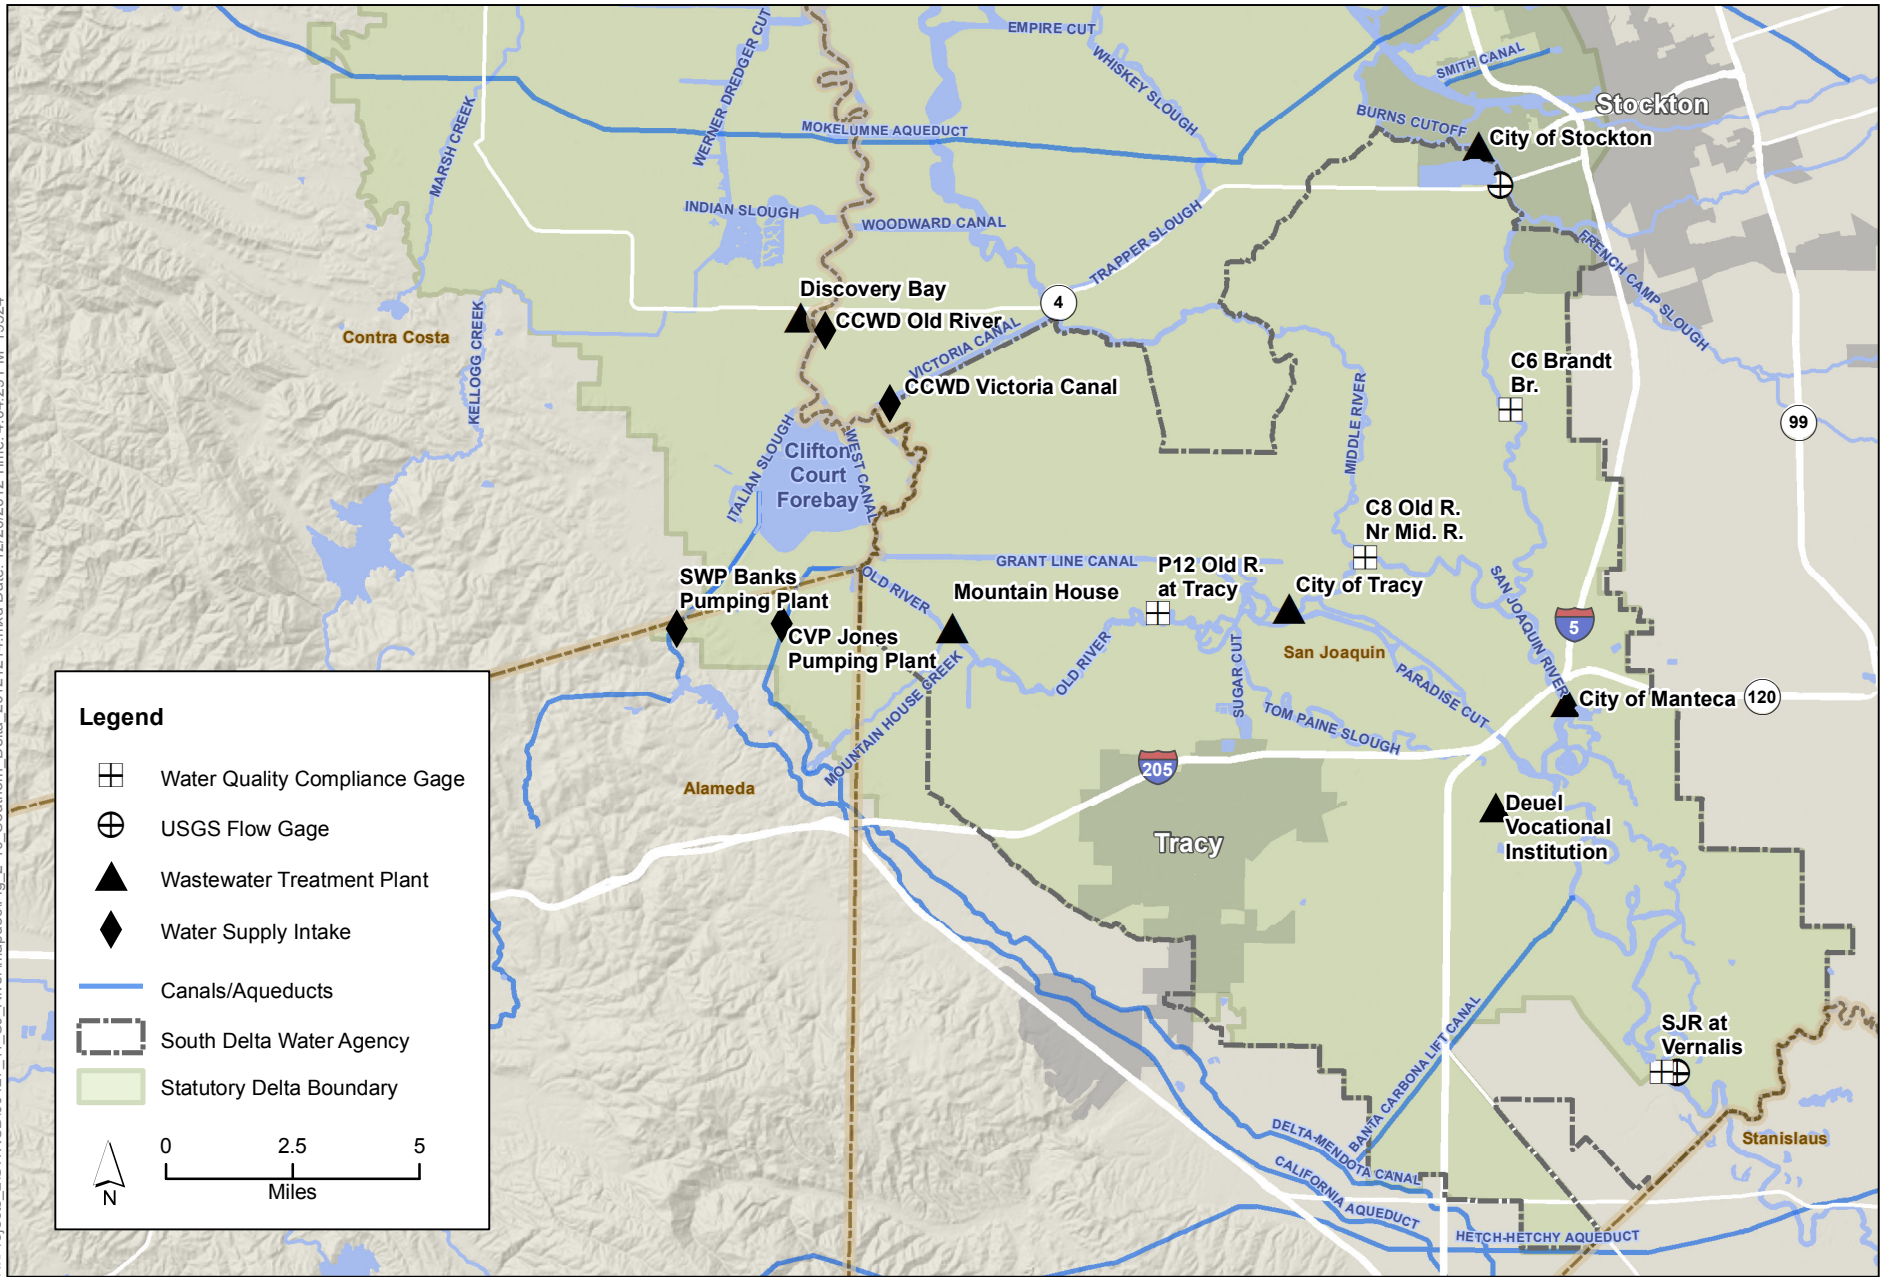 EMPIRE CUT
WHISKEY SLOUGH
WERNER DREDGER CUT
SMITH CANAL
Stockton
MARSH CREEK
BURNS CUTOFF
MOKELUMNE AQUEDUCT
City of Stockton
INDIAN SLOUGH
WOODWARD CANAL
TRAPPER SLOUGH
FRENCH CAMP SLOUGH
Discovery Bay
4
CCWD Old River
Contra Costa
KELLOGG CREEK
VICTORIA CANAL
CCWD Victoria Canal
C6 Brandt
Br.
99
MIDDLE RIVER
ITALIAN SLOUGH
WEST CANAL
Clifton
Court
Forebay
C8 Old R.
Nr Mid. R.
GRANT LINE CANAL
P12 Old R.
at Tracy
SWP Banks
Pumping Plant
OLD RIVER
Mountain House
City of Tracy
SAN JOAQUIN RIVER
5
CVP Jones
Pumping Plant
San Joaquin
OLD RIVER
SUGAR CUT
PARADISE CUT
City of Manteca
120
MOUNTAIN HOUSE CREEK
TOM PAINE SLOUGH
205
Alameda
Tracy
Deuel
Vocational
Institution
SJR at
Vernalis
BANTA CARBONA LIFT CANAL
DELTA-MENDOTA CANAL
CALIFORNIA AQUEDUCT
Stanislaus
HETCH-HETCHY AQUEDUCT
Legend
Water Quality Compliance Gage
USGS Flow Gage
Wastewater Treatment Plant
Water Supply Intake
Canals/Aqueducts
South Delta Water Agency
Statutory Delta Boundary
0 2.5 5
Miles
N